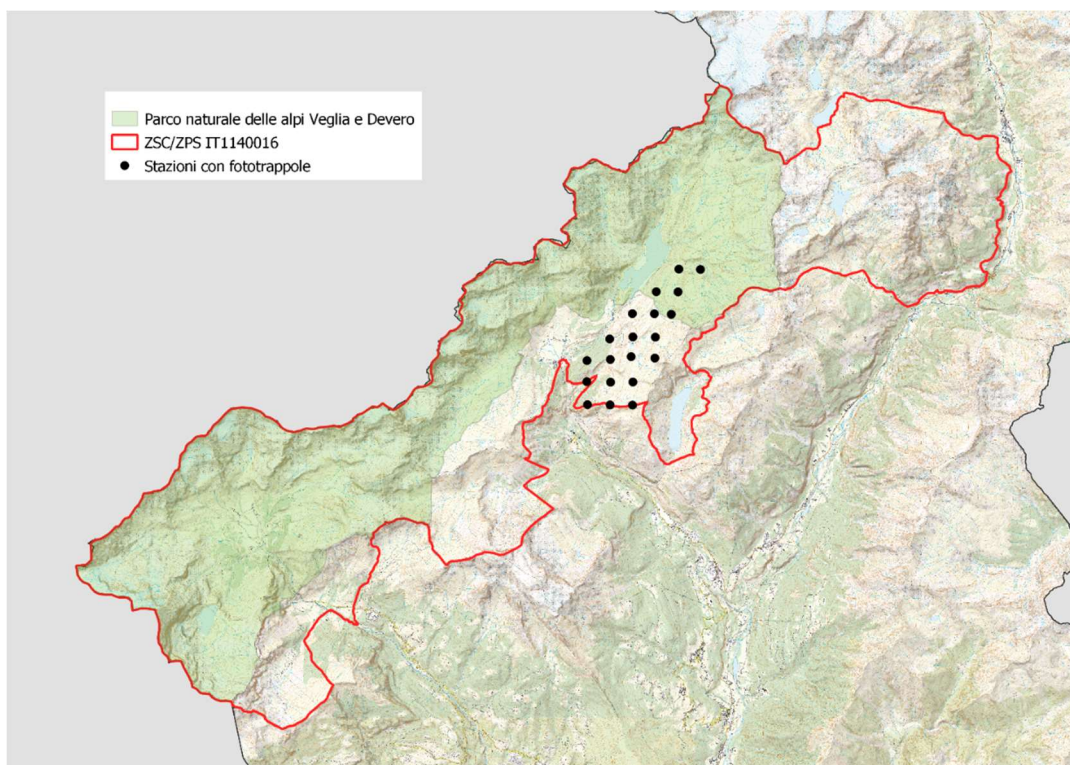 Parco naturale delle alpi Veglia e Devero
ZSC/ZPS IT1140016
Stazioni con fototrappole